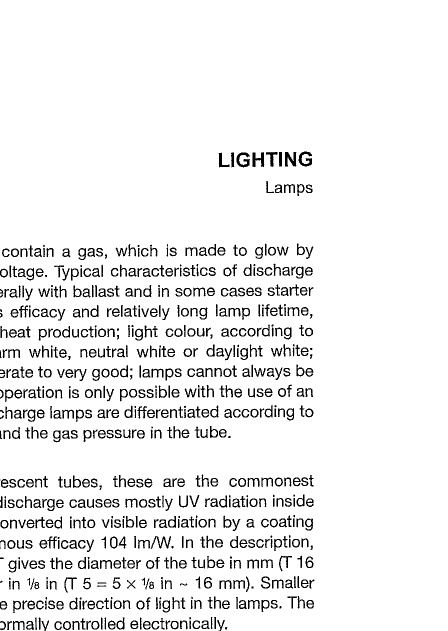 LIGHTING
Lamps
contain a gas, which is made to glow by
oltage. Typical characteristics of discharge
erally with ballast and in some cases starter
s efficacy and relatively long lamp lifetime,
heat production; light colour, according to
arm white, neutral white or daylight white;
erate to very good; lamps cannot always be
operation is only possible with the use of an
charge lamps are differentiated according to
and the gas pressure in the tube.
escent tubes, these are the commonest
discharge causes mostly UV radiation inside
onverted into visible radiation by a coating
nous efficacy 104 lm/W. In the description,
T gives the diameter of the tube in mm (T 16
r in 1/8 in (T 5 = 5 × 1/8 in ~ 16 mm). Smaller
e precise direction of light in the lamps. The
ormally controlled electronically.